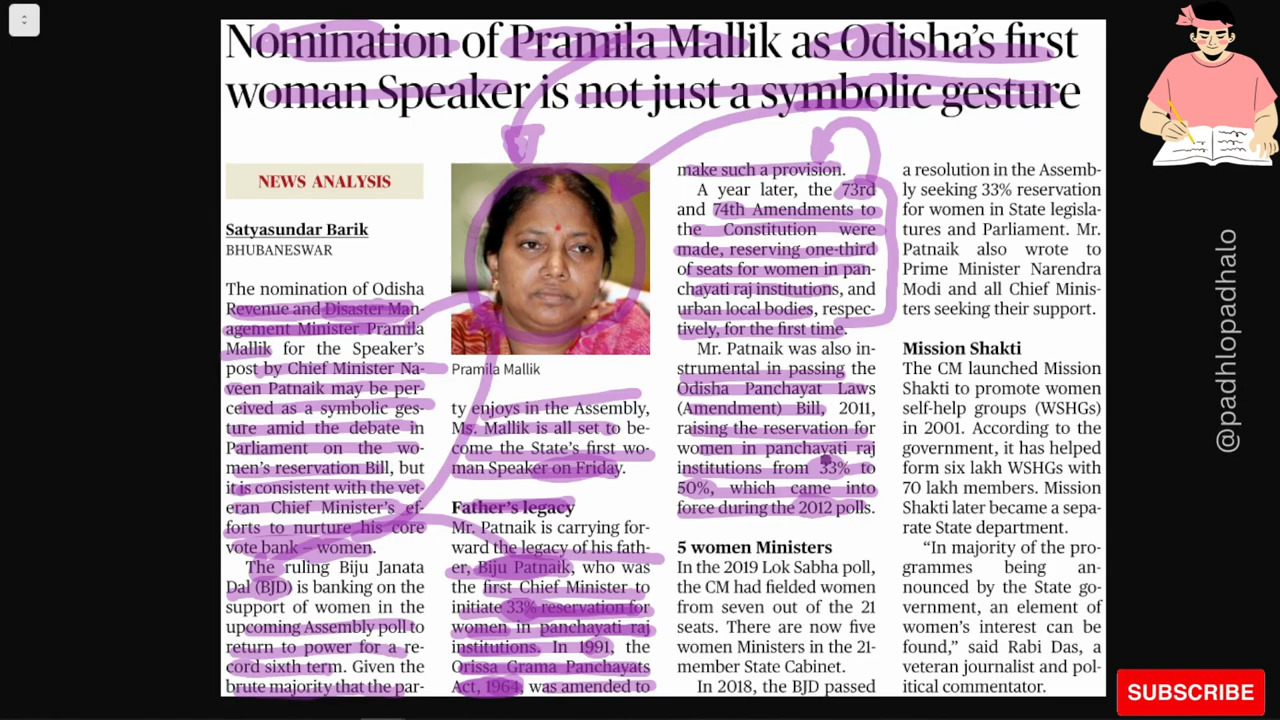 Nomination of Pramila Mallik as Odisha's first
woman Speaker is not just a symbolic gesture
NEWS ANALYSIS
Satyasundar Barik
BHUBANESWAR
The nomination of Odisha
Revenue and Disaster Man-
agement Minister Pramila
Mallik for the Speaker's
post by Chief Minister Na-
veen Patnaik may be per-
ceived as a symbolic ges-
ture amid the debate in
Parliament on the wo-
men's reservation Bill, but
it is consistent with the vet-
eran Chief Minister's ef-
forts to nurture his core
vote bank – women.
The ruling Biju Janata
Dal (BJD) is banking on the
support of women in the
upcoming Assembly poll to
return to power for a re-
cord sixth term. Given the
brute majority that the par-
Pramila Mallik
ty enjoys in the Assembly,
Ms. Mallik is all set to be-
come the State's first wo-
man Speaker on Friday.
Father's legacy
Mr. Patnaik is carrying for-
ward the legacy of his fath-
er, Biju Patnaik, who was
the first Chief Minister to
initiate 33% reservation for
women in panchayati raj
institutions. In 1991, the
Orissa Grama Panchayats
Act, 1964, was amended to
make such a provision.
A year later, the 73rd
and 74th Amendments to
the Constitution were
made, reserving one-third
of seats for women in pan-
chayati raj institutions, and
urban local bodies, respec-
tively, for the first time.
Mr. Patnaik was also in-
strumental in passing the
Odisha Panchayat Laws
(Amendment) Bill, 2011,
raising the reservation for
women in panchayati raj
institutions from 33% to
50%, which came into
force during the 2012 polls.
5 women Ministers
In the 2019 Lok Sabha poll,
the CM had fielded women
from seven out of the 21
seats. There are now five
women Ministers in the 21-
member State Cabinet.
In 2018, the BJD passed
a resolution in the Assemb-
ly seeking 33% reservation
for women in State legisla-
tures and Parliament. Mr.
Patnaik also wrote to
Prime Minister Narendra
Modi and all Chief Minis-
ters seeking their support.
Mission Shakti
The CM launched Mission
Shakti to promote women
self-help groups (WSHGs)
in 2001. According to the
government, it has helped
form six lakh WSHGs with
70 lakh members. Mission
Shakti later became a sepa-
rate State department.
"In majority of the pro-
grammes being an-
nounced by the State go-
vernment, an element of
women's interest can be
found," said Rabi Das, a
veteran journalist and pol-
itical commentator.
@padhlopadhalo
SUBSCRIBE